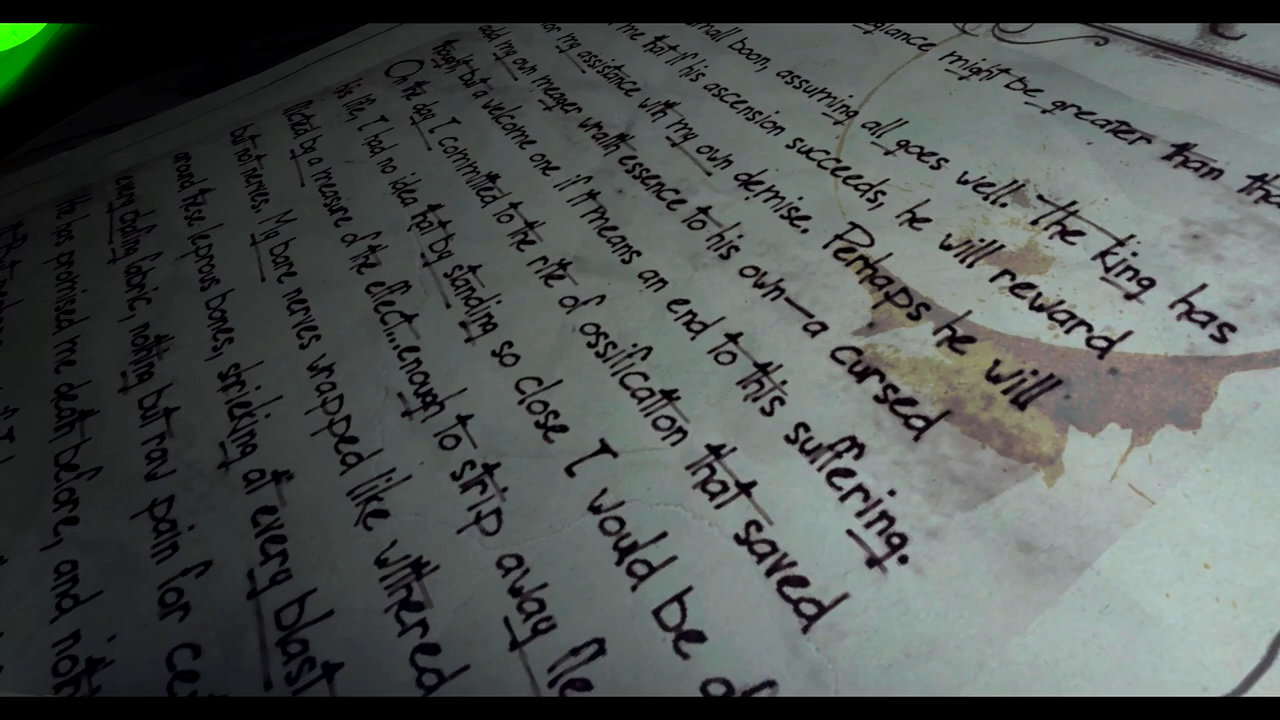 might be greater than
boon, assuming all goes well. The king has
me that if his ascension succeeds, he will reward
for my assistance with my own demise. Perhaps he will
add my own meager wraith essence to his own—a cursed
but a welcome one if it means an end to this suffering.
On the day I committed to the rite of ossification that saved
his life, I had no idea that by standing so close I would be
flicted by a measure of the effect...enough to strip away fle
but not nerves. My bare nerves wrapped like withered
around these leprous bones, shrieking at every blast
every chafing fabric, nothing but raw pain for ce
He has promised me death before, and not